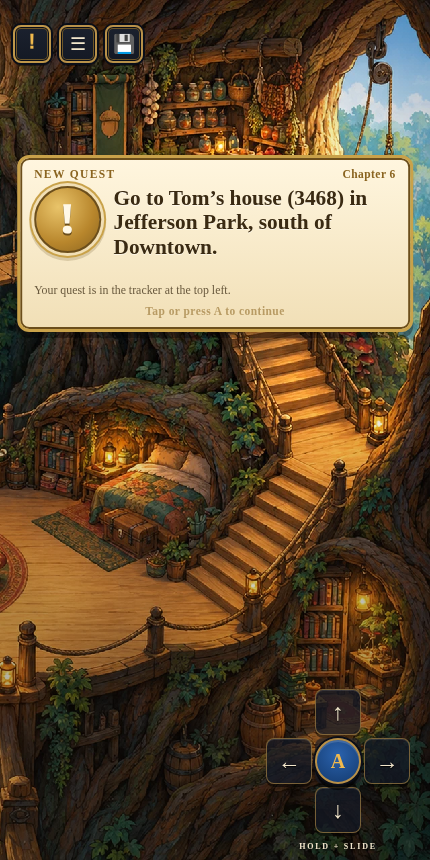 !
☰
NEW QUEST
Chapter 6
!
Go to Tom’s house (3468) in
Jefferson Park, south of
Downtown.
Your quest is in the tracker at the top left.
Tap or press A to continue
↑
← A →
↓
HOLD + SLIDE